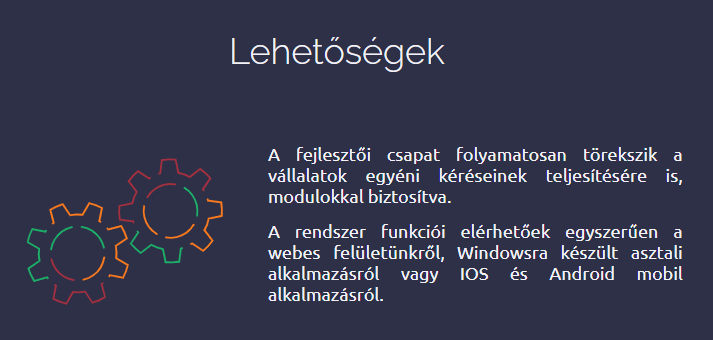 Lehetőségek
A fejlesztői csapat folyamatosan törekszik a
vállalatok egyéni kéréseinek teljesítésére is,
modulokkal biztosítva.
A rendszer funkciói elérhetőek egyszerűen a
webes felületünkről, Windowsra készült asztali
alkalmazásról vagy IOS és Android mobil
alkalmazásról.